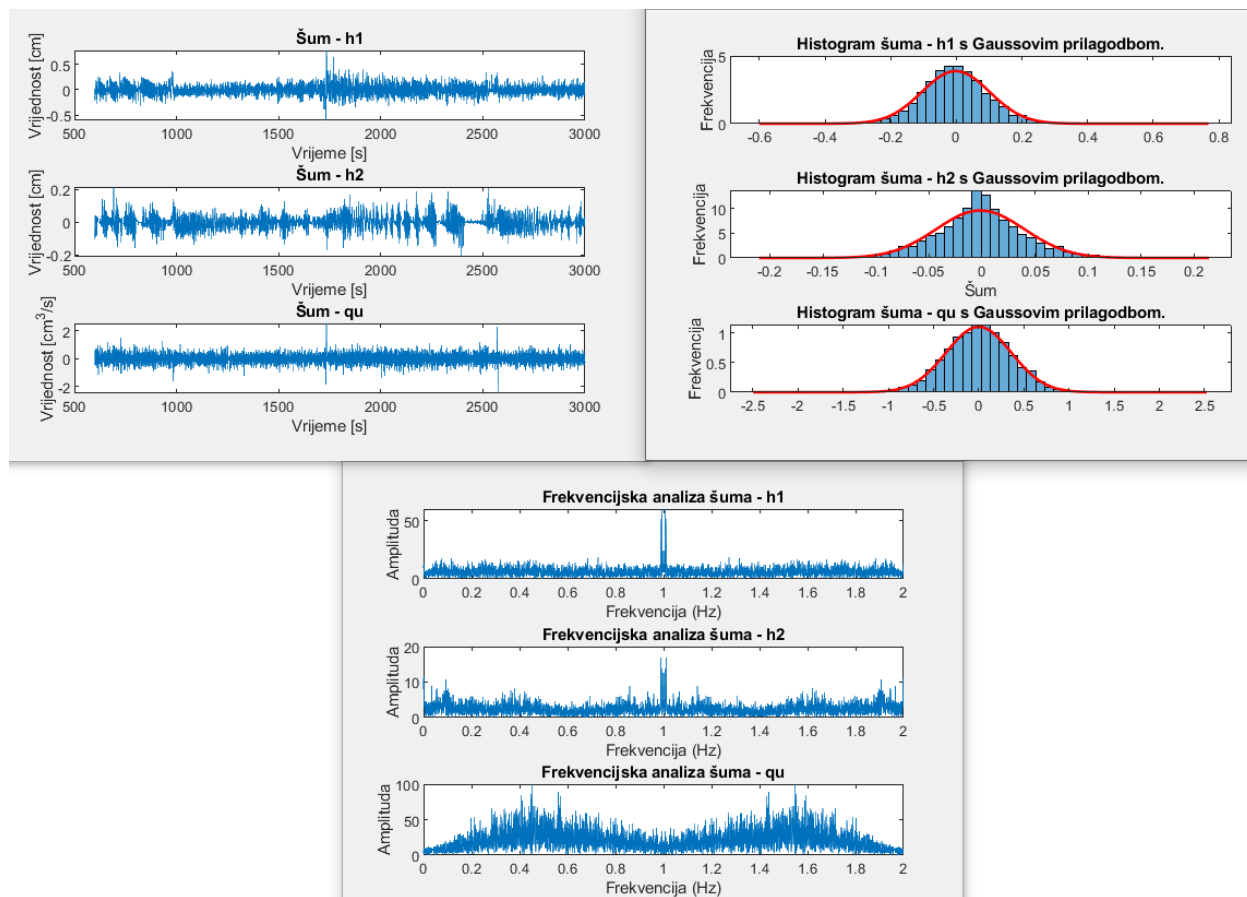 Šum - h1
Vrijednost [cm]
0.5
0
-0.5
500 1000 1500 2000 2500 3000
Vrijeme [s]
Šum - h2
Vrijednost [cm]
0.2
0
-0.2
500 1000 1500 2000 2500 3000
Vrijeme [s]
Šum - qu
Vrijednost [cm3/s]
2
0
-2
500 1000 1500 2000 2500 3000
Vrijeme [s]
Histogram šuma - h1 s Gaussovim prilagodbom.
Frekvencija
5
0
-0.6 -0.4 -0.2 0 0.2 0.4 0.6 0.8
Histogram šuma - h2 s Gaussovim prilagodbom.
Frekvencija
10
5
0
-0.2 -0.15 -0.1 -0.05 0 0.05 0.1 0.15 0.2
Šum
Histogram šuma - qu s Gaussovim prilagodbom.
Frekvencija
1
0.5
0
-2.5 -2 -1.5 -1 -0.5 0 0.5 1 1.5 2 2.5
Frekvencijska analiza šuma - h1
Amplituda
50
0
0 0.2 0.4 0.6 0.8 1 1.2 1.4 1.6 1.8 2
Frekvencija (Hz)
Frekvencijska analiza šuma - h2
Amplituda
20
10
0
0 0.2 0.4 0.6 0.8 1 1.2 1.4 1.6 1.8 2
Frekvencija (Hz)
Frekvencijska analiza šuma - qu
Amplituda
100
50
0
0 0.2 0.4 0.6 0.8 1 1.2 1.4 1.6 1.8 2
Frekvencija (Hz)